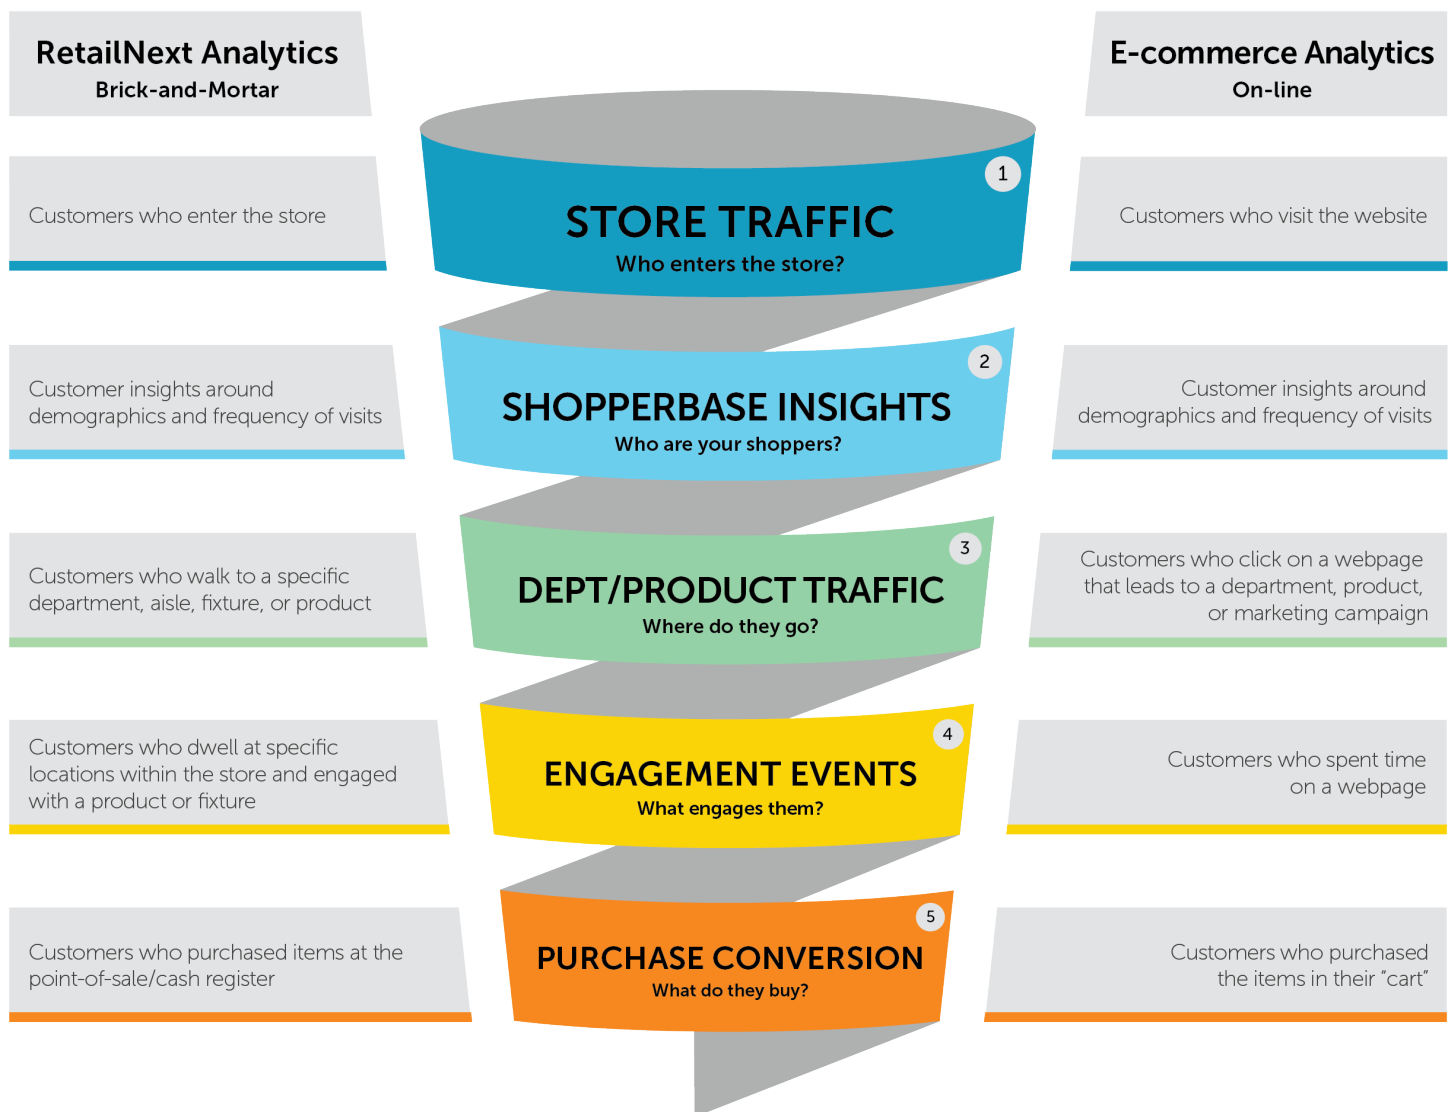 RetailNext Analytics
Brick-and-Mortar
E-commerce Analytics
On-line
Customers who enter the store
1
STORE TRAFFIC
Who enters the store?
Customers who visit the website
Customer insights around
demographics and frequency of visits
2
SHOPPERBASE INSIGHTS
Who are your shoppers?
Customer insights around
demographics and frequency of visits
Customers who walk to a specific
department, aisle, fixture, or product
3
DEPT/PRODUCT TRAFFIC
Where do they go?
Customers who click on a webpage
that leads to a department, product,
or marketing campaign
Customers who dwell at specific
locations within the store and engaged
with a product or fixture
4
ENGAGEMENT EVENTS
What engages them?
Customers who spent time
on a webpage
Customers who purchased items at the
point-of-sale/cash register
5
PURCHASE CONVERSION
What do they buy?
Customers who purchased
the items in their “cart”